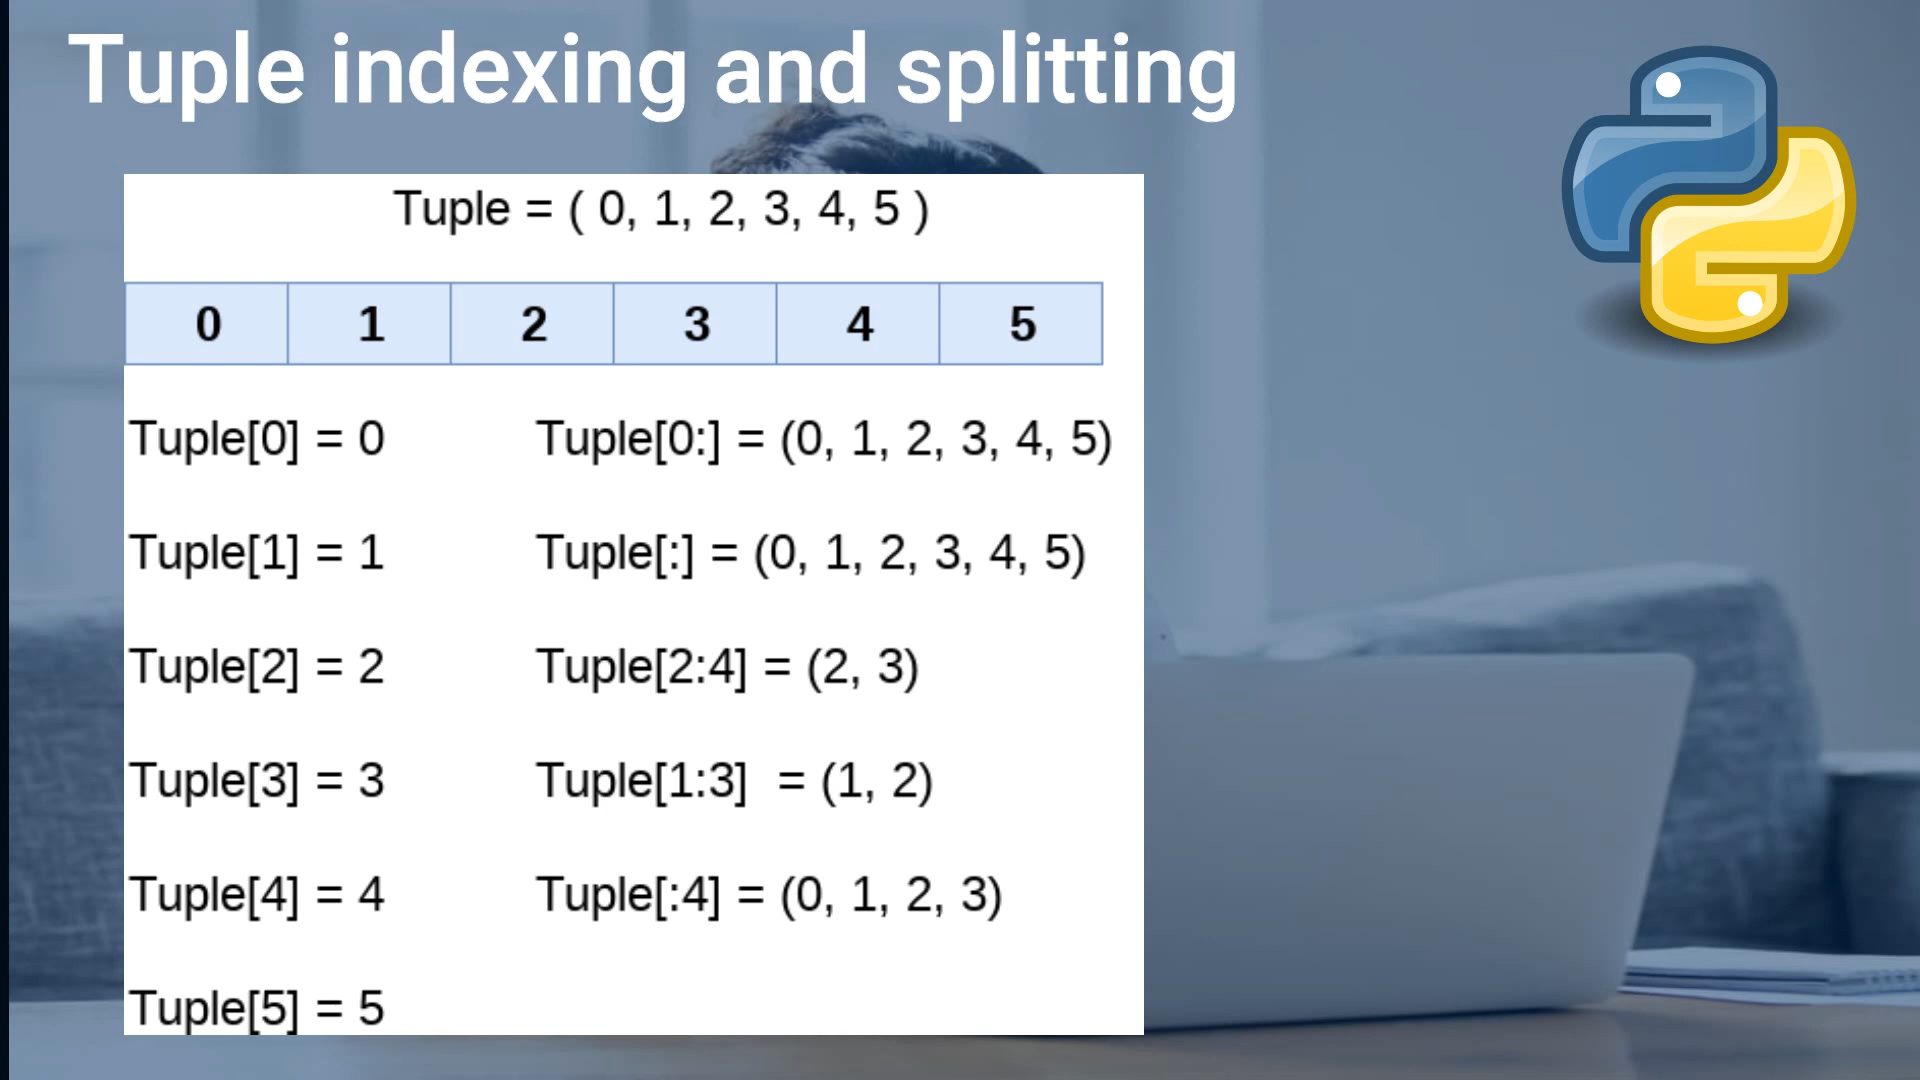 Tuple indexing and splitting
Tuple = ( 0, 1, 2, 3, 4, 5 )
0 1 2 3 4 5
Tuple[0] = 0 Tuple[0:] = (0, 1, 2, 3, 4, 5)
Tuple[1] = 1 Tuple[:] = (0, 1, 2, 3, 4, 5)
Tuple[2] = 2 Tuple[2:4] = (2, 3)
Tuple[3] = 3 Tuple[1:3] = (1, 2)
Tuple[4] = 4 Tuple[:4] = (0, 1, 2, 3)
Tuple[5] = 5